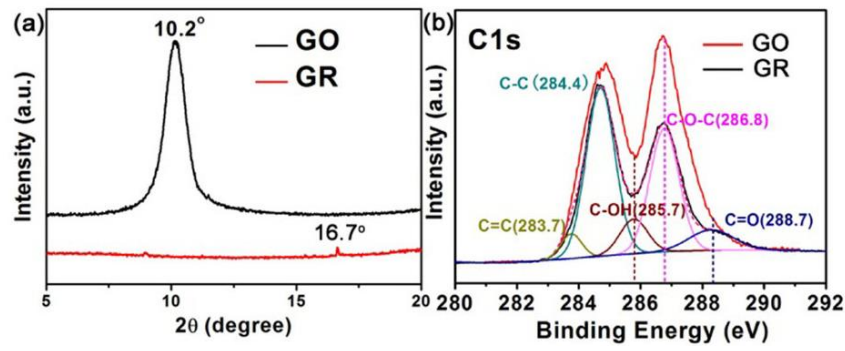 (a)
10.2°
GO
GR
16.7°
Intensity (a.u.)
5 10 15 20
2θ (degree)
(b)
C1s
GO
GR
C-C (284.4)
C-O-C(286.8)
C-OH(285.7)
C=C(283.7)
C=O(288.7)
Intensity (a.u.)
280 282 284 286 288 290 292
Binding Energy (eV)